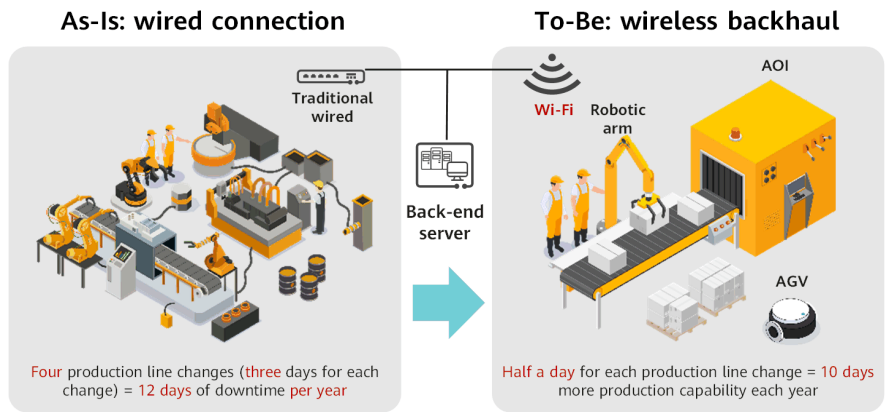 As-Is: wired connection
To-Be: wireless backhaul
Traditional
wired
Wi-Fi
Robotic
arm
AOI
Back-end
server
AGV
Four production line changes (three days for each
change) = 12 days of downtime per year
Half a day for each production line change = 10 days
more production capability each year